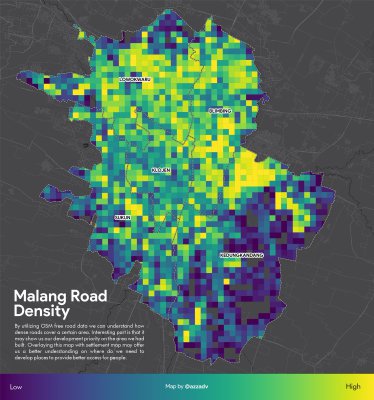 LOWOKWARU
BLIMBING
KLOJEN
SUKUN
KEDUNGKANDANG
Malang Road
Density
By utilizing OSM free road data we can understand how
dense roads cover a certain area. Interesting part is that it
may show us our development priority on the area we had
built. Overlaying this map with settlement map may offer
us a better understanding on where do we need to
develop places to provide better access for people.
Low
Map by @azzadv
High